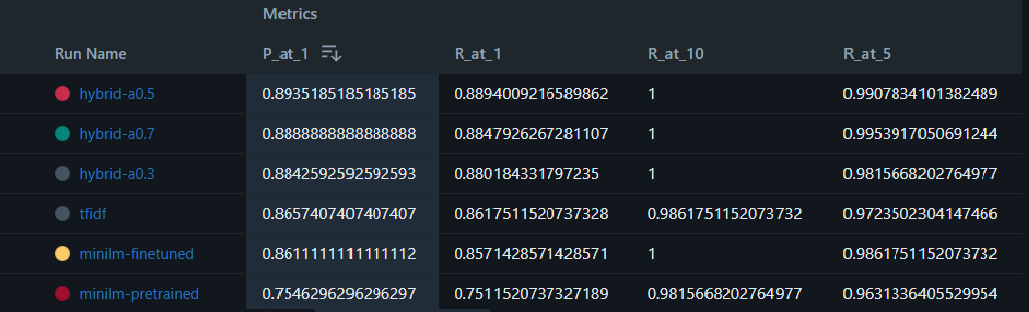 Metrics
Run Name P_at_1 R_at_1 R_at_10 R_at_5
hybrid-a0.5 0.8935185185185185 0.8894009216589862 1 0.9907834101382489
hybrid-a0.7 0.8888888888888888 0.8847926267281107 1 0.9953917050691244
hybrid-a0.3 0.8842592592592593 0.880184331797235 1 0.9815668202764977
tfidf 0.8657407407407407 0.8617511520737328 0.9861751152073732 0.9723502304147466
minilm-finetuned 0.8611111111111112 0.8571428571428571 1 0.9861751152073732
minilm-pretrained 0.7546296296296297 0.7511520737327189 0.9815668202764977 0.9631336405529954